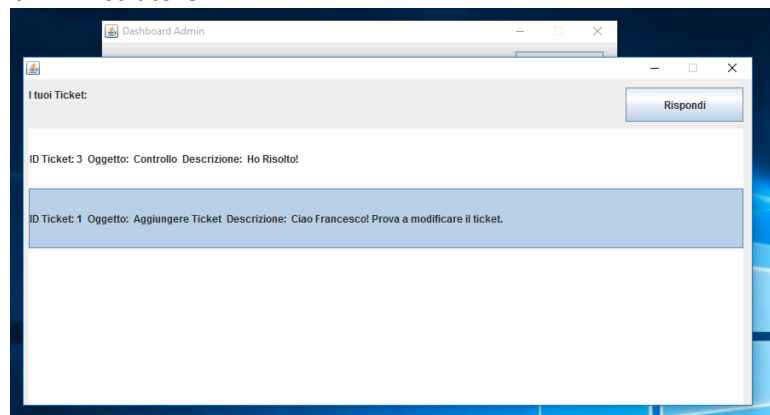 Dashboard Admin
I tuoi Ticket:
Rispondi
ID Ticket: 3 Oggetto: Controllo Descrizione: Ho Risolto!
ID Ticket: 1 Oggetto: Aggiungere Ticket Descrizione: Ciao Francesco! Prova a modificare il ticket.